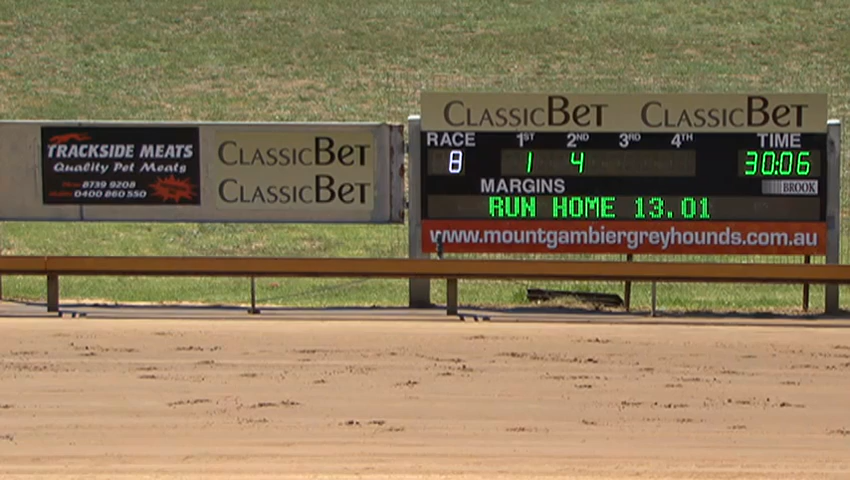 TRACKSIDE MEATS
Quality Pet Meats
8739 9208
0400 860 550
CLASSICBET
CLASSICBET
CLASSICBET CLASSICBET
RACE 1ST 2ND 3RD 4TH TIME
8 1 4 30:06
MARGINS BROOK
RUN HOME 13.01
www.mountgambiergreyhounds.com.au